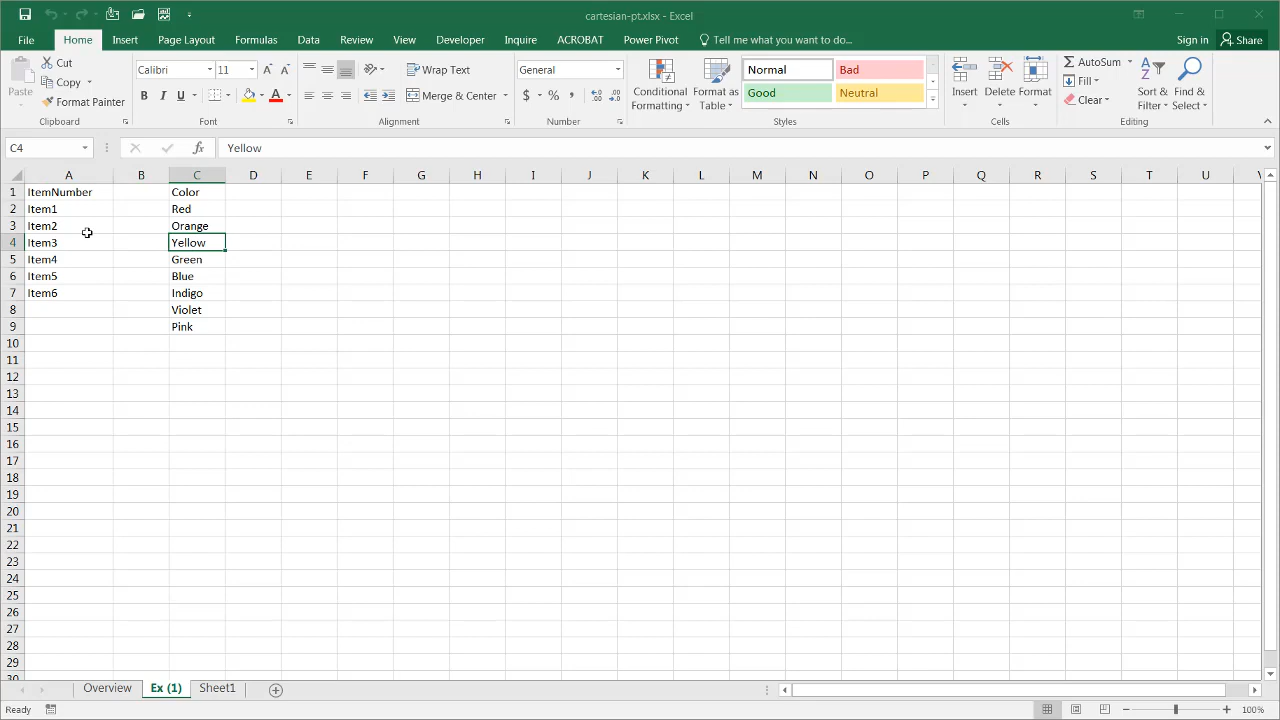 cartesian-pt.xlsx - Excel
File Home Insert Page Layout Formulas Data Review View Developer Inquire ACROBAT Power Pivot Tell me what you want to do... Sign in Share
Paste
Cut
Copy
Format Painter
Clipboard
Calibri 11
B I U
Font
Wrap Text
Merge & Center
Alignment
General
$ % ,
Number
Conditional Formatting
Format as Table
Normal Bad
Good Neutral
Styles
Insert Delete Format
Cells
AutoSum
Fill
Clear
Sort & Filter
Find & Select
Editing
C4 fx Yellow
A B C D E F G H I J K L M N O P Q R S T U
1 ItemNumber Color
2 Item1 Red
3 Item2 Orange
4 Item3 Yellow
5 Item4 Green
6 Item5 Blue
7 Item6 Indigo
8 Violet
9 Pink
10
11
12
13
14
15
16
17
18
19
20
21
22
23
24
25
26
27
28
29
Overview Ex (1) Sheet1
Ready 100%